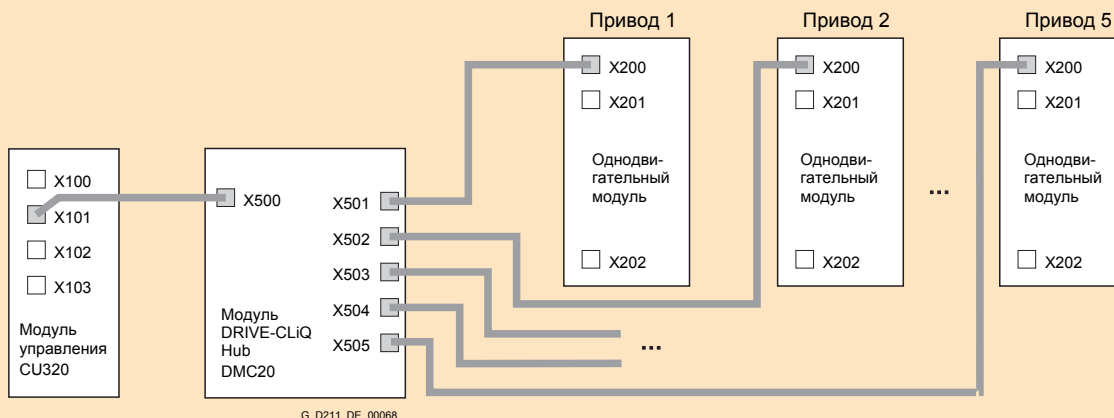 Привод 1
Привод 2
Привод 5
X200
X201
Однодви-
гательный
модуль
X202
X200
X201
Однодви-
гательный
модуль
X202
...
X200
X201
Однодви-
гательный
модуль
X202
X100
X101
X102
X103
Модуль
управления
CU320
X500
X501
X502
X503
X504
X505
Модуль
DRIVE-CLiQ
Hub
DMC20
...
G_D211_DE_00068